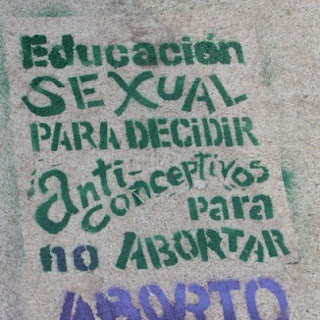 Educación
SEXUAL
PARA DECIDIR
anti-
conceptivos
para
no ABORTAR
ABORTO